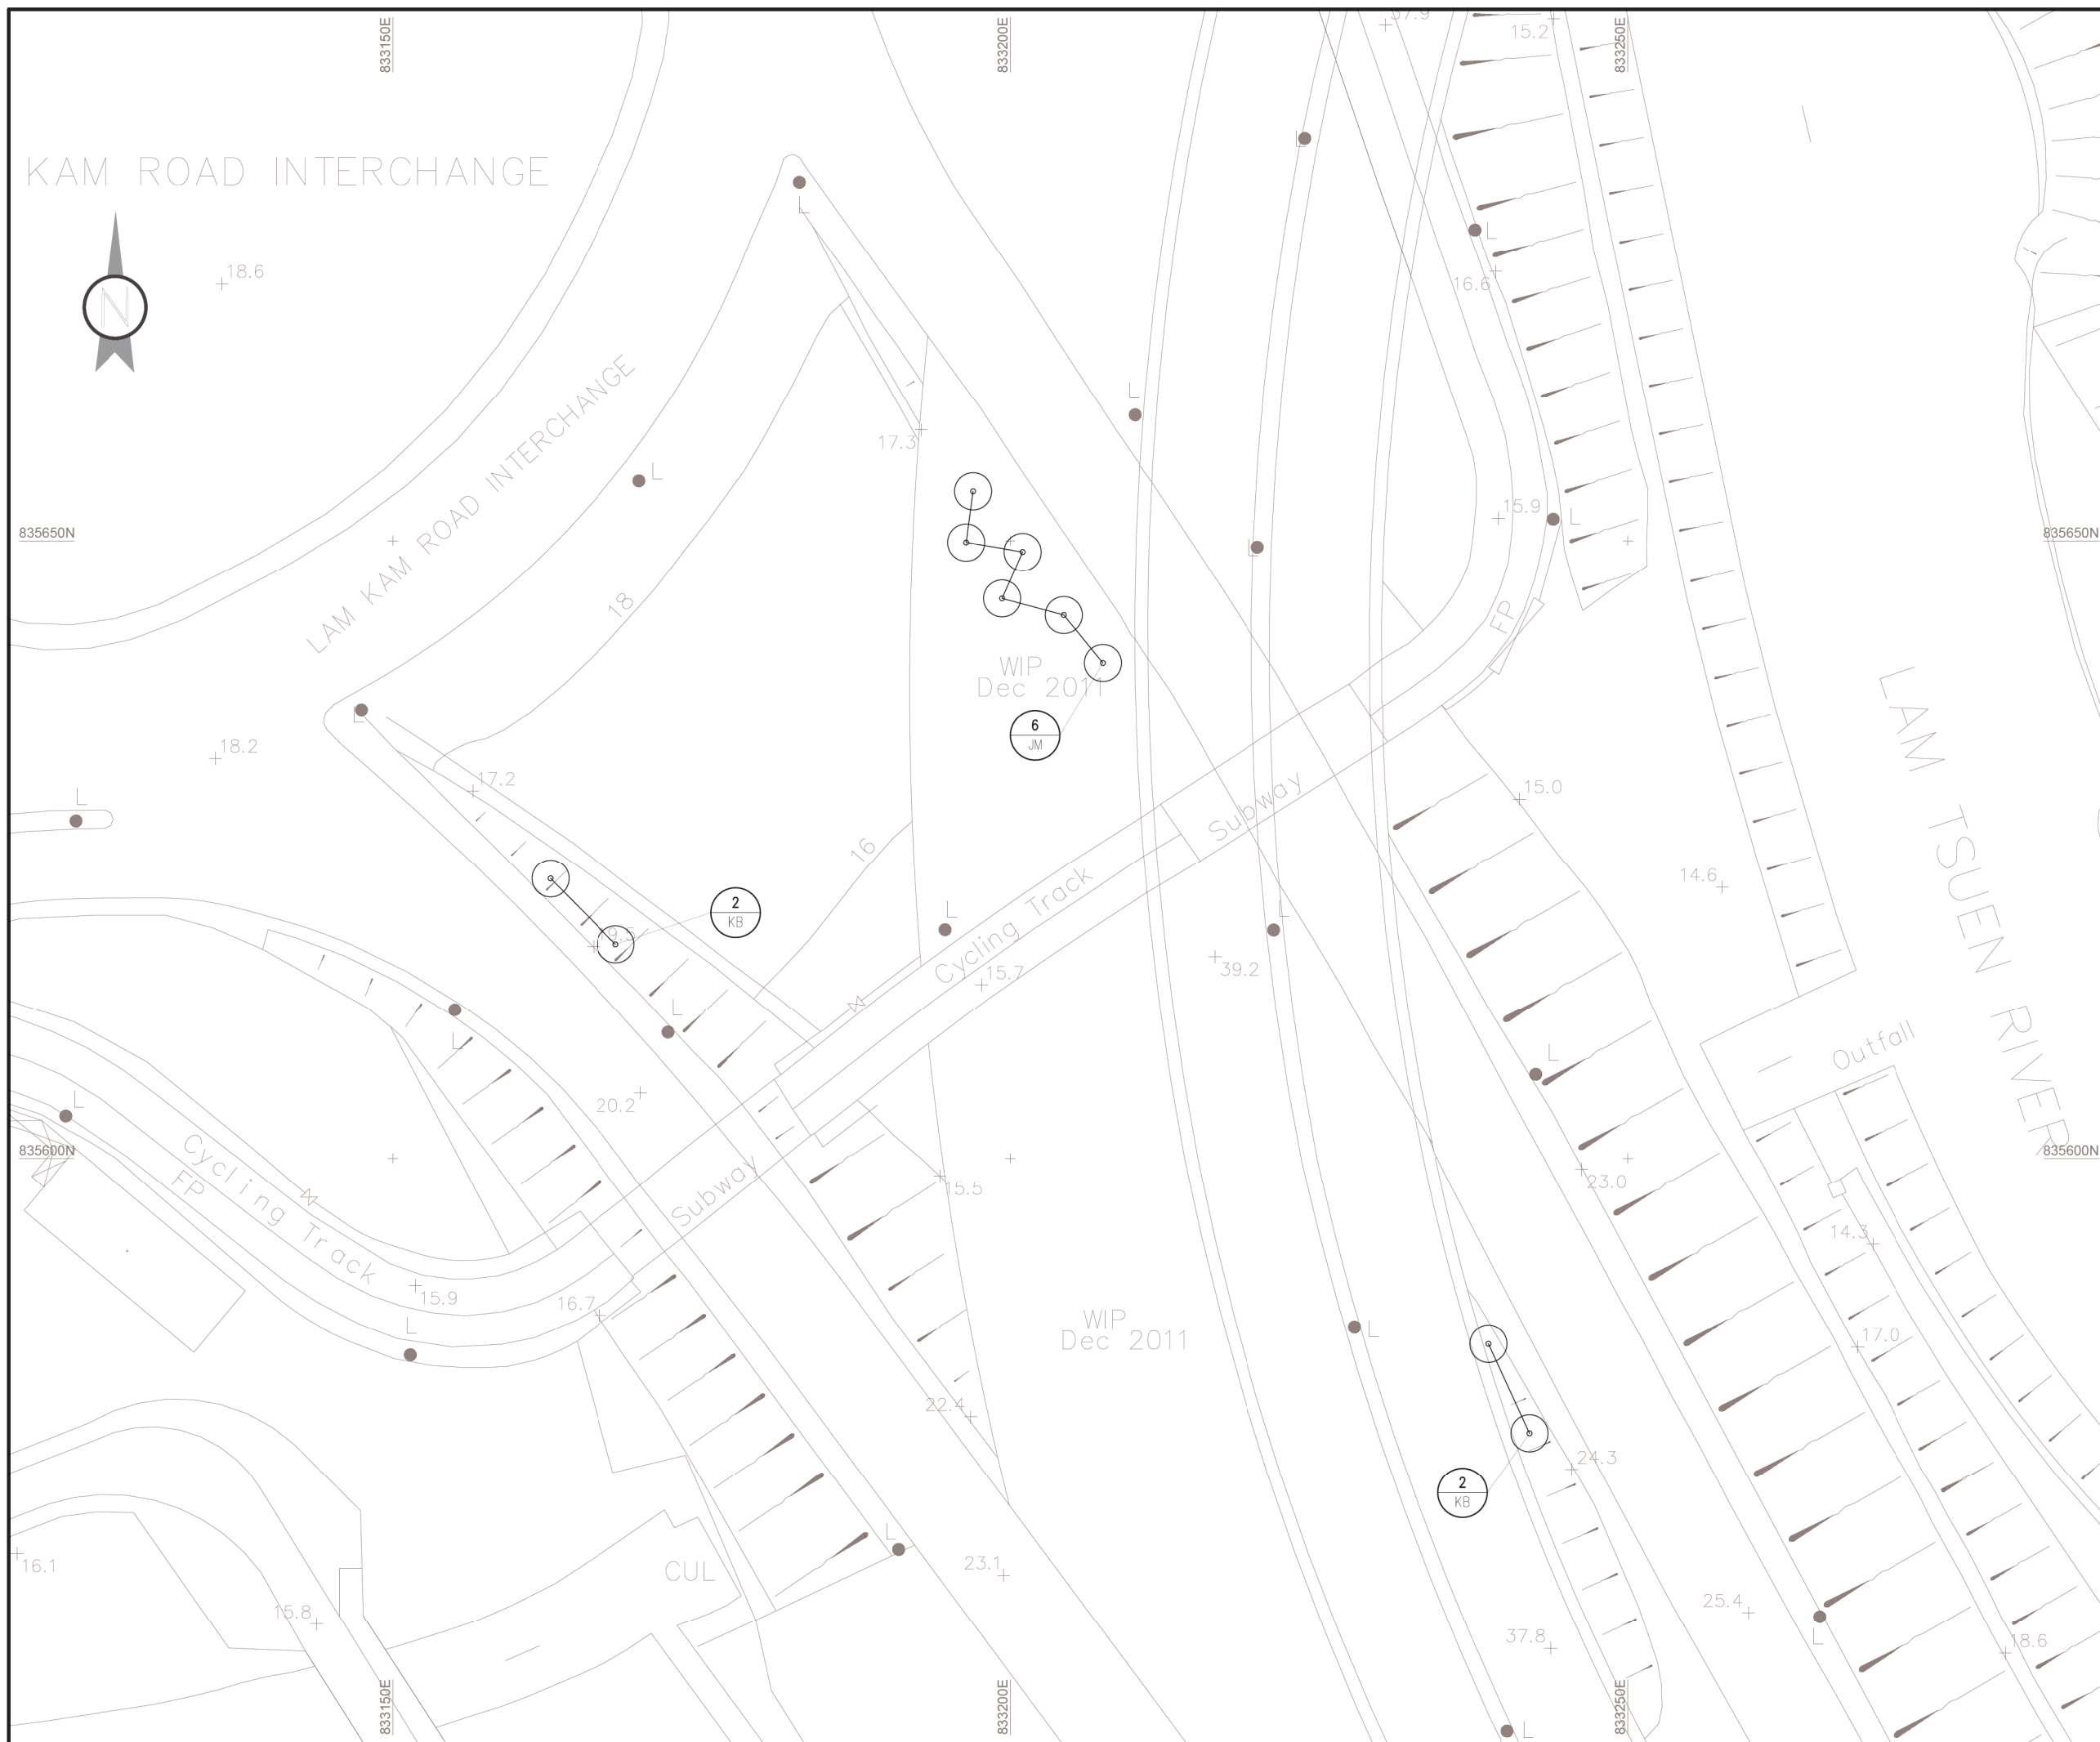 833150E
833200E
37.9
15.2
833250E
KAM ROAD INTERCHANGE
L
L
L
18.6
16.6
N
LAM KAM ROAD INTERCHANGE
L
17.3
L
15.9
L
L
835650N
835650N
18
FP
WIP
Dec 2011
LAM TSUEN RIVER
L
6
JM
18.2
17.2
15.0
L
Subway
16
14.6
2
KB
19.5
L
Cycling Track
L
15.7
39.2
L
L
L
Outfall
20.2
L
Cycling Track
FP
835600N
835600N
Subway
15.5
23.0
14.3
15.9
16.7
L
WIP
Dec 2011
L
17.0
22.4
24.3
2
KB
L
16.1
CUL
23.1
15.8
25.4
L
37.8
18.6
833150E
833200E
833250E
L